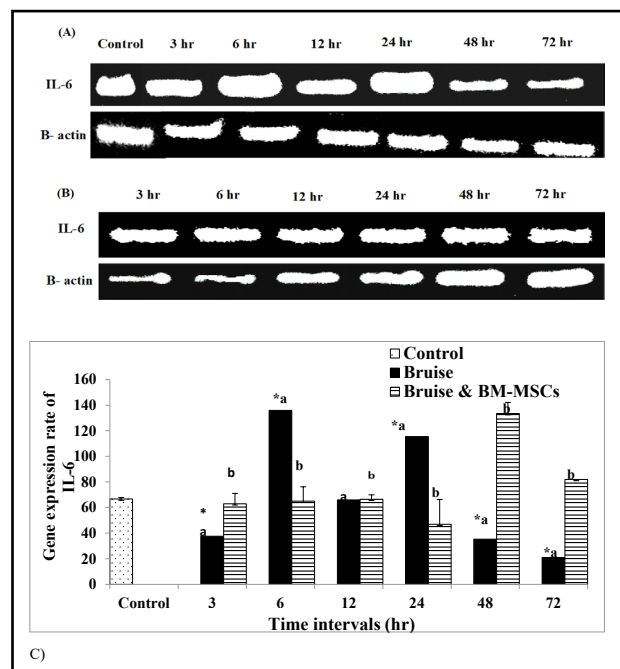 (A)
Control 3 hr 6 hr 12 hr 24 hr 48 hr 72 hr
IL-6
B- actin
(B)
3 hr 6 hr 12 hr 24 hr 48 hr 72 hr
IL-6
B- actin
Control
Bruise
Bruise & BM-MSCs
Gene expression rate of
IL-6
160
140
120
100
80
60
40
20
0
*
a
b
*a
b
a
b
*a
b
*a
b
*a
b
Control 3 6 12 24 48 72
Time intervals (hr)
C)